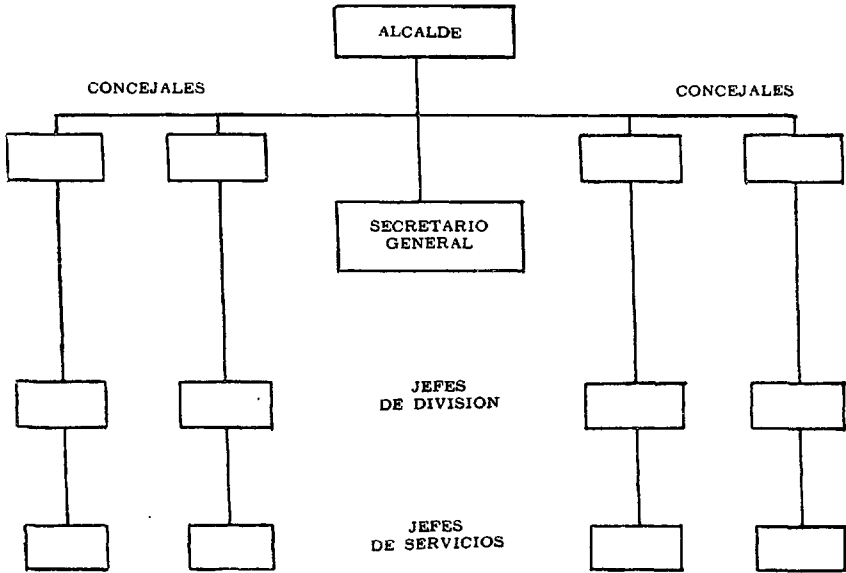 ALCALDE
CONCEJALES
CONCEJALES
SECRETARIO
GENERAL
JEFES
DE DIVISION
JEFES
DE SERVICIOS